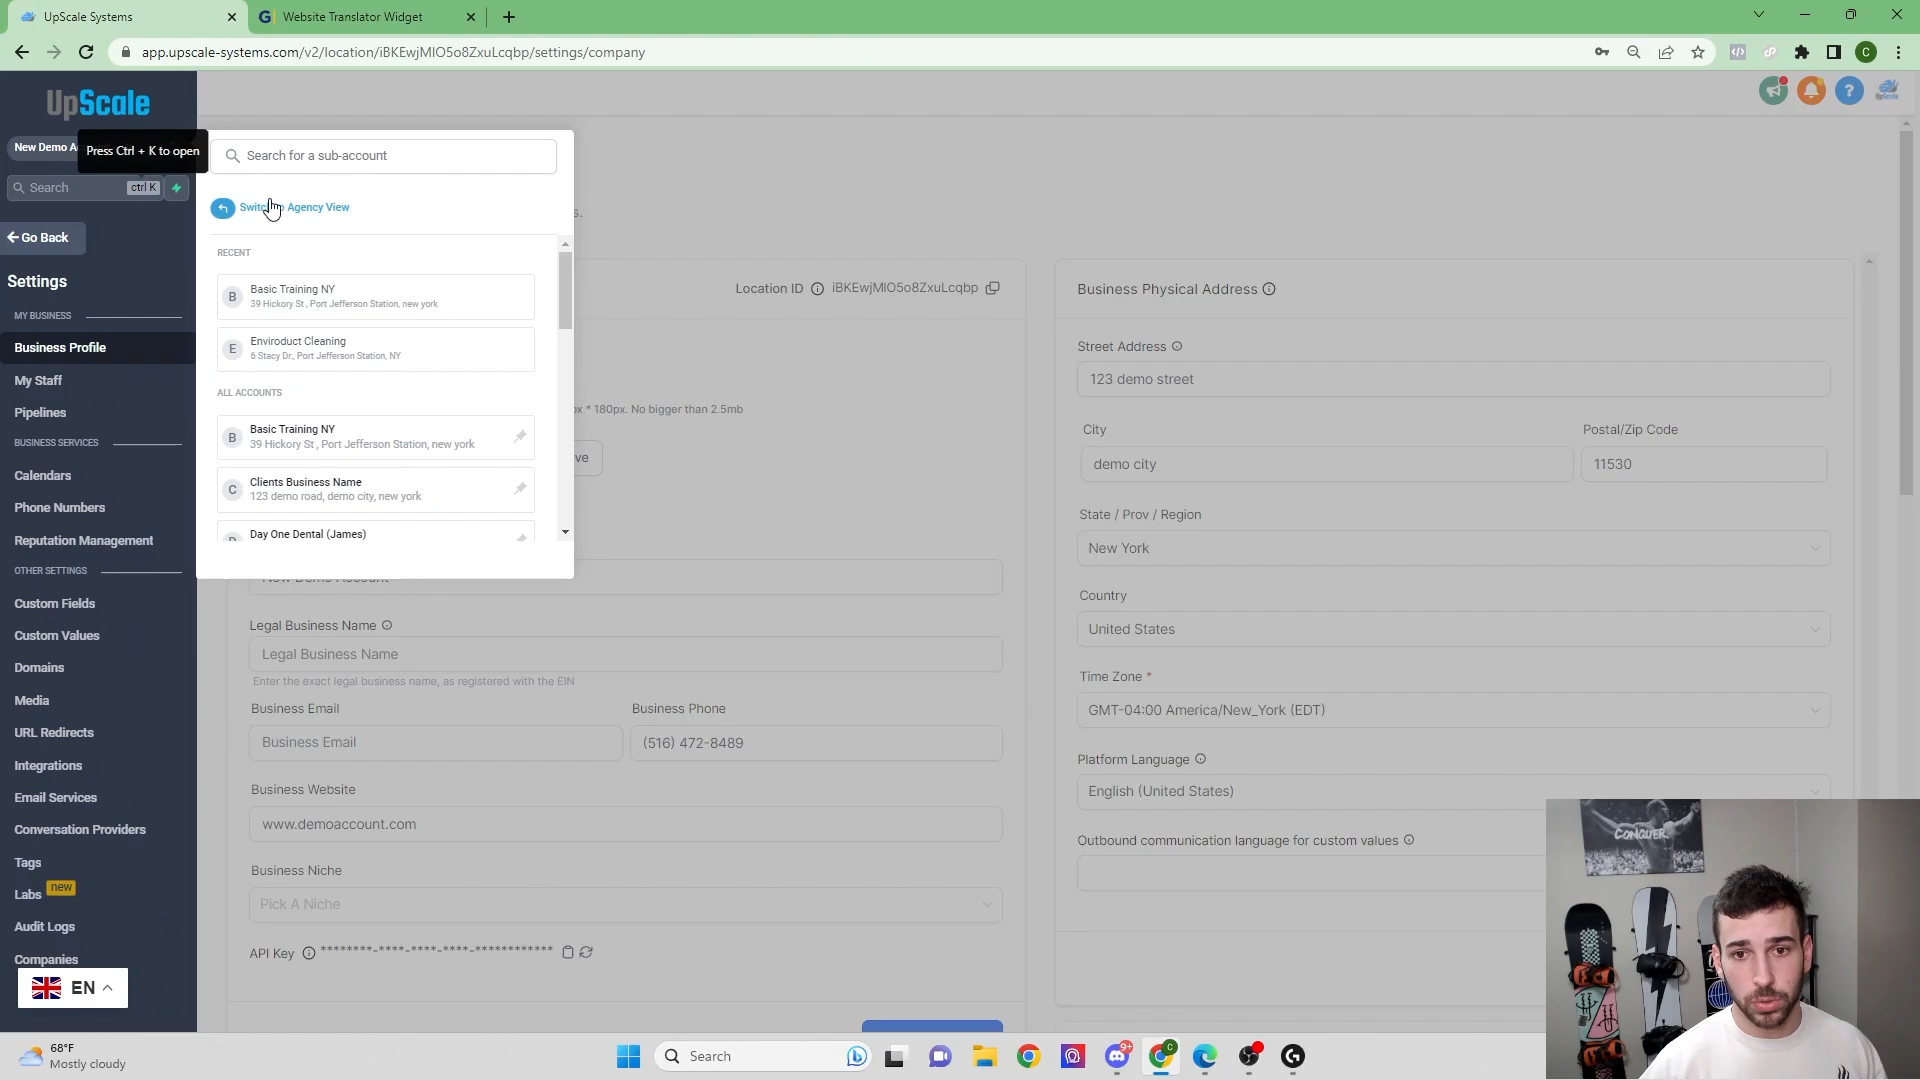 UpScale Systems
Website Translator Widget
app.upscale-systems.com/v2/location/iBKEwjMlO5o8ZxuLcqbp/settings/company
C
UpScale
New Demo A
Press Ctrl + K to open
Search
ctrl K
Go Back
Settings
MY BUSINESS
Business Profile
My Staff
Pipelines
BUSINESS SERVICES
Calendars
Phone Numbers
Reputation Management
OTHER SETTINGS
Custom Fields
Custom Values
Domains
Media
URL Redirects
Integrations
Email Services
Conversation Providers
Tags
Labs new
Audit Logs
Companies
EN
Search for a sub-account
Agency View
RECENT
B
Basic Training NY
39 Hickory St , Port Jefferson Station, new york
E
Enviroduct Cleaning
6 Stacy Dr., Port Jefferson Station, NY
ALL ACCOUNTS
B
Basic Training NY
39 Hickory St , Port Jefferson Station, new york
C
Clients Business Name
123 demo road, demo city, new york
Day One Dental (James)
s.
Location ID iBKEwjMlO5o8ZxuLcqbp
px * 180px. No bigger than 2.5mb
ve
New Demo Account
Legal Business Name
Legal Business Name
Enter the exact legal business name, as registered with the EIN
Business Email
Business Email
Business Phone
(516) 472-8489
Business Website
www.demoaccount.com
Business Niche
Pick A Niche
API Key ********-****-****-****-************
Business Physical Address
Street Address
123 demo street
City
demo city
Postal/Zip Code
11530
State / Prov / Region
New York
Country
United States
Time Zone *
GMT-04:00 America/New_York (EDT)
Platform Language
English (United States)
Outbound communication language for custom values
CONQUER
68°F
Mostly cloudy
Search
9+
C